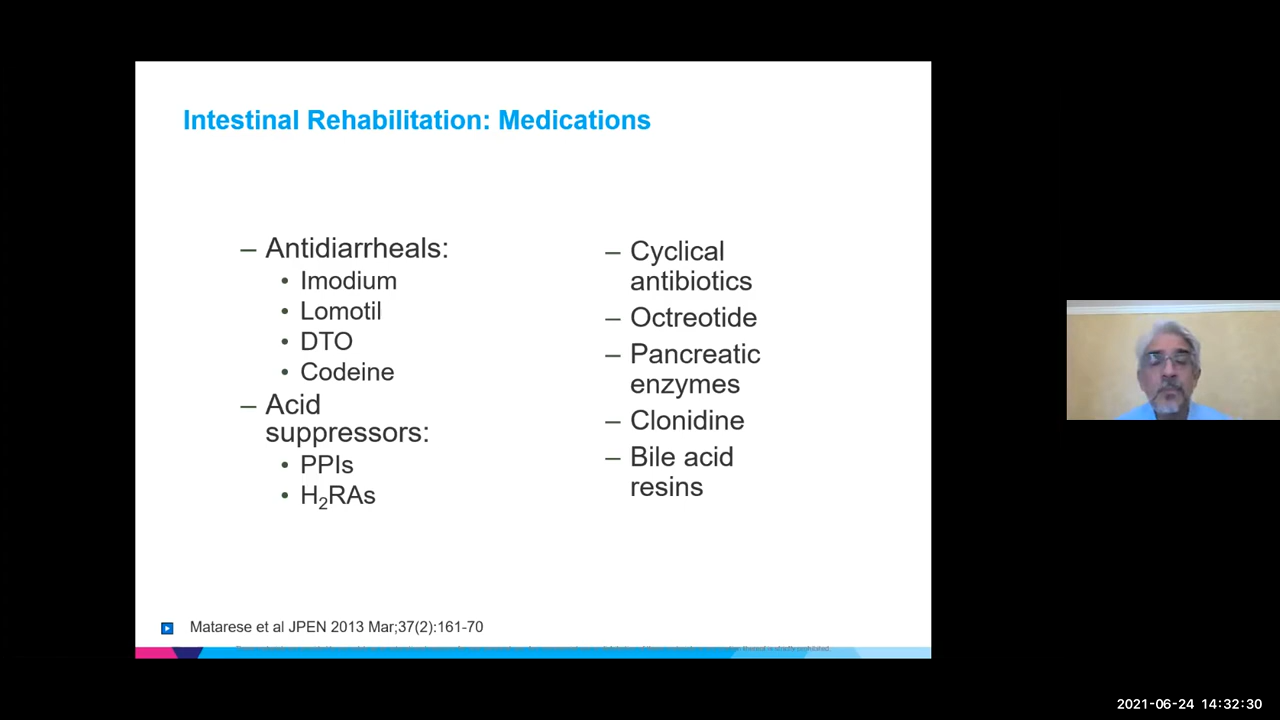 Intestinal Rehabilitation: Medications
– Antidiarrheals:
• Imodium
• Lomotil
• DTO
• Codeine
– Acid
suppressors:
• PPIs
• H₂RAs
– Cyclical
antibiotics
– Octreotide
– Pancreatic
enzymes
– Clonidine
– Bile acid
resins
Matarese et al JPEN 2013 Mar;37(2):161-70
2021-06-24 14:32:30